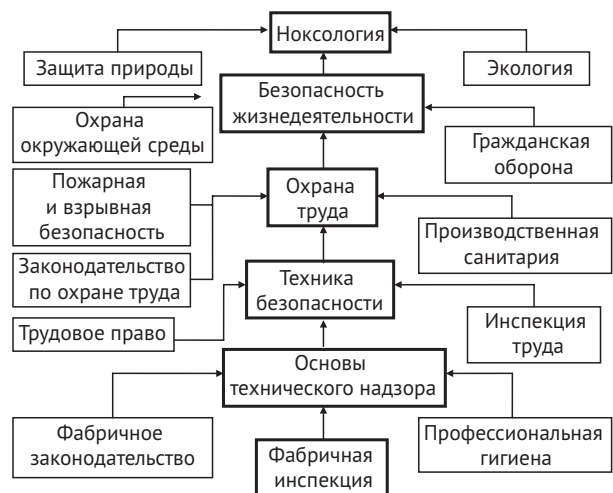 Ноксология
Защита природы
Экология
Безопасность
жизнедеятельности
Охрана
окружающей среды
Гражданская
оборона
Пожарная
и взрывная
безопасность
Охрана
труда
Производственная
санитария
Законодательство
по охране труда
Техника
безопасности
Трудовое право
Инспекция
труда
Основы
технического надзора
Фабричное
законодательство
Фабричная
инспекция
Профессиональная
гигиена